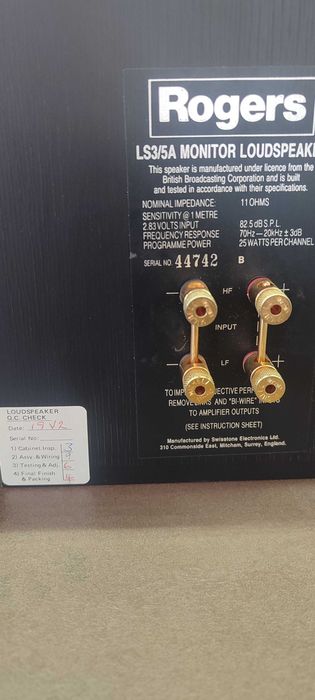 Rogers
LS3/5A MONITOR LOUDSPEAK
This speaker is manufactured under licence from the
British Broadcasting Corporation and is built
and tested in accordance with their specifications.
NOMINAL IMPEDANCE: 11 OHMS
SENSITIVITY @ 1 METRE
2.83 VOLTS INPUT 82.5 dB S.P.L.
FREQUENCY RESPONSE 70Hz – 20kHz ± 3dB
PROGRAMME POWER 25 WATTS PER CHANNEL
SERIAL NO. 44742 B
– HF +
INPUT
– LF +
REMOVE AND "BI-WIRE"
TO AMPLIFIER OUTPUTS
(SEE INSTRUCTION SHEET)
Manufactured by Swisstone Electronics Ltd.
310 Commonside East, Mitcham, Surrey, England.
LOUDSPEAKER
Q.C. CHECK
Date:
Serial No:
1) Cabinet Insp. 3
2) Assy. & Wiring
3) Testing & Adj. 6
4) Final Finish
& Packing